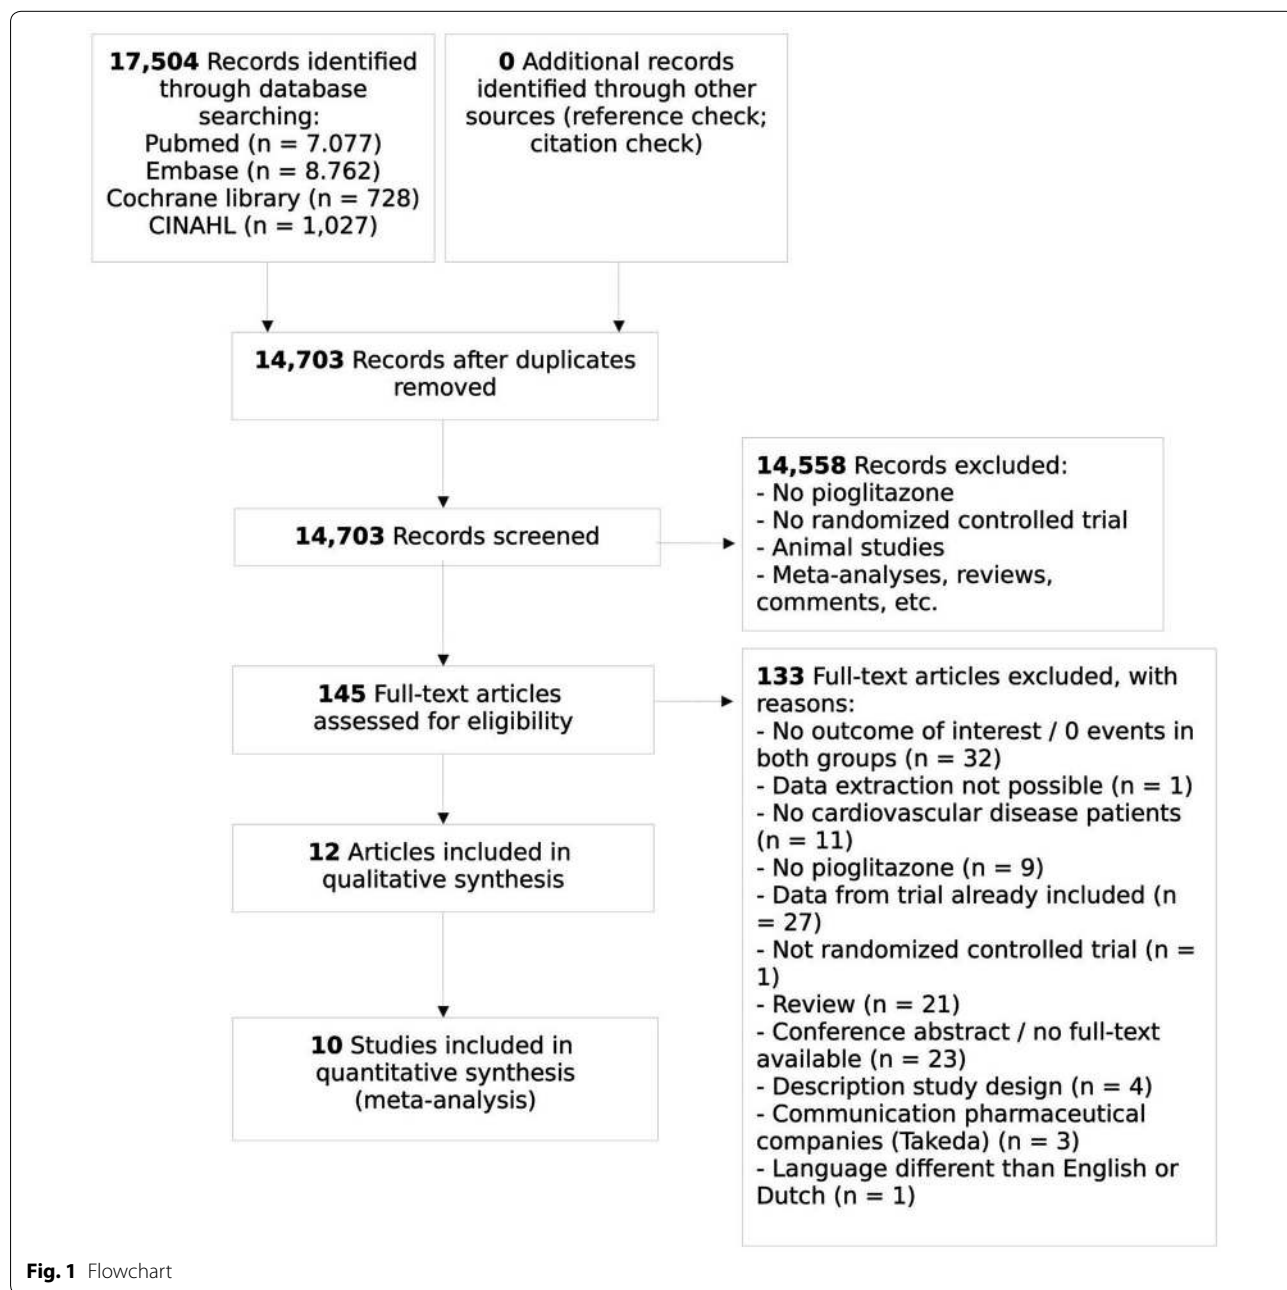 17,504 Records identified
through database
searching:
Pubmed (n = 7.077)
Embase (n = 8.762)
Cochrane library (n = 728)
CINAHL (n = 1,027)
0 Additional records
identified through other
sources (reference check;
citation check)
14,703 Records after duplicates
removed
14,703 Records screened
14,558 Records excluded:
- No pioglitazone
- No randomized controlled trial
- Animal studies
- Meta-analyses, reviews,
comments, etc.
145 Full-text articles
assessed for eligibility
133 Full-text articles excluded, with
reasons:
- No outcome of interest / 0 events in
both groups (n = 32)
- Data extraction not possible (n = 1)
- No cardiovascular disease patients
(n = 11)
- No pioglitazone (n = 9)
- Data from trial already included (n
= 27)
- Not randomized controlled trial (n =
1)
- Review (n = 21)
- Conference abstract / no full-text
available (n = 23)
- Description study design (n = 4)
- Communication pharmaceutical
companies (Takeda) (n = 3)
- Language different than English or
Dutch (n = 1)
12 Articles included in
qualitative synthesis
10 Studies included in
quantitative synthesis
(meta-analysis)
Fig. 1 Flowchart